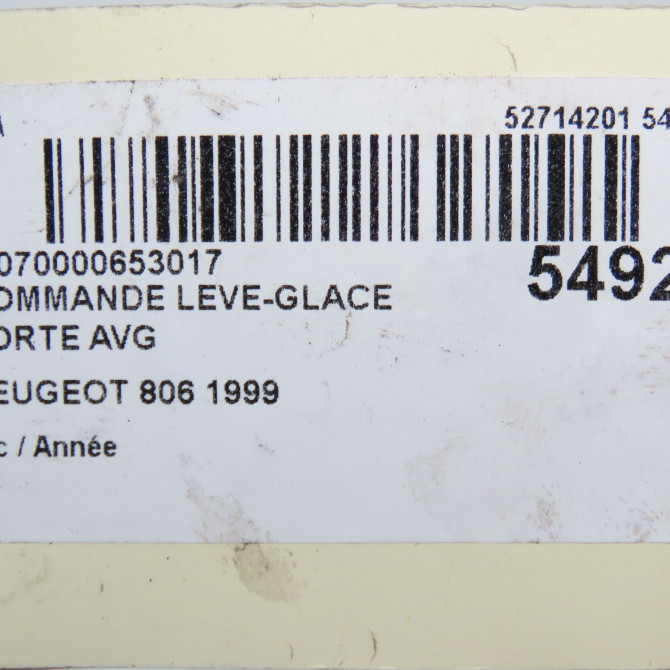 52714201 54
070000653017
OMMANDE LEVE-GLACE
5492
ORTE AVG
EUGEOT 806 1999
c / Année